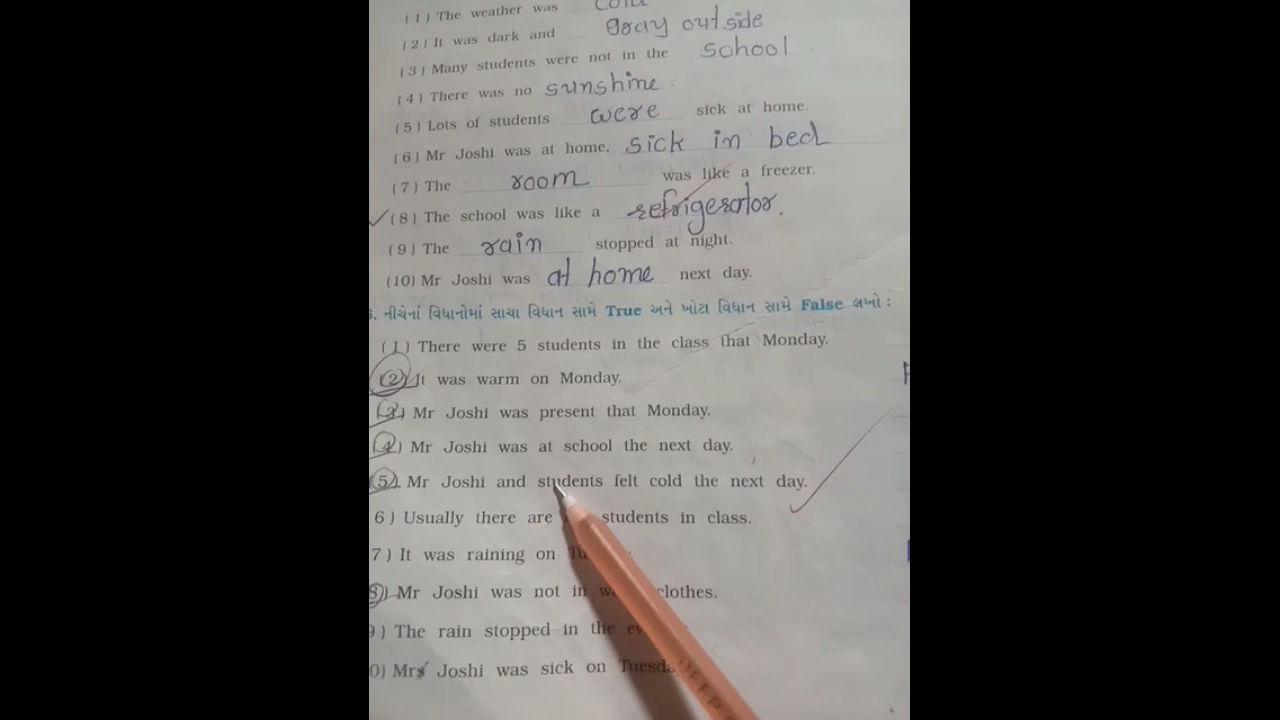 (1) The weather was cold
(2) It was dark and gray outside
(3) Many students were not in the school
(4) There was no sunshine.
(5) Lots of students were sick at home.
(6) Mr Joshi was at home, sick in bed
(7) The room was like a freezer.
(8) The school was like a refrigerator.
(9) The rain stopped at night.
(10) Mr Joshi was at home next day.
નીચેનાં વિધાનોમાં સાચા વિધાન સામે True અને ખોટા વિધાન સામે False લખો :
(1) There were 5 students in the class that Monday.
(2) It was warm on Monday.
(3) Mr Joshi was present that Monday.
(4) Mr Joshi was at school the next day.
(5) Mr Joshi and students felt cold the next day.
6) Usually there are students in class.
7) It was raining on
8) Mr Joshi was not in clothes.
9) The rain stopped in the
0) Mrs Joshi was sick on